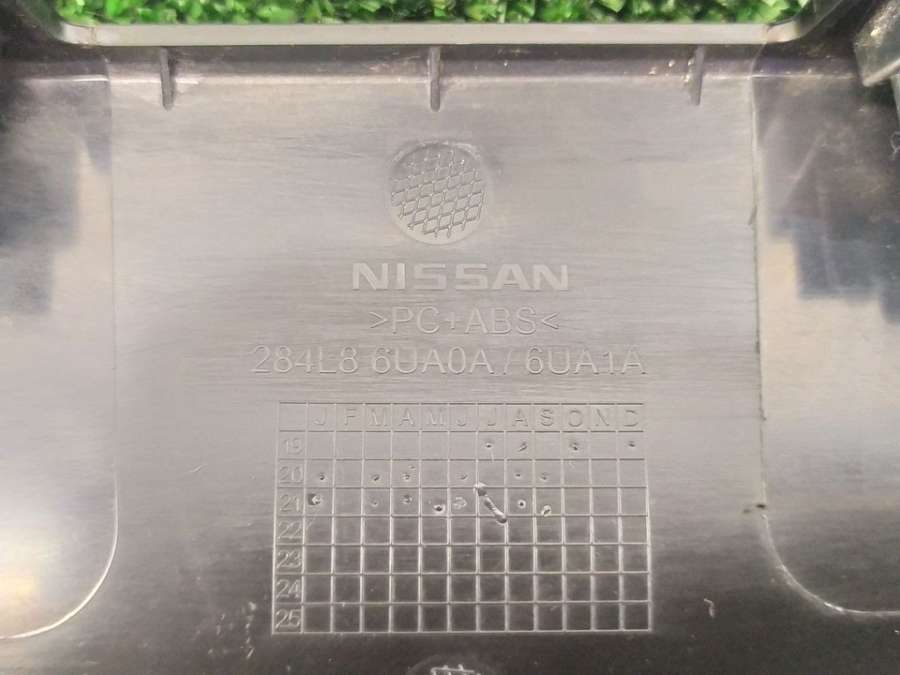 NISSAN
>PC+ABS<
284L8 6UA0A / 6UA1A
J F M A M J J A S O N D
19
20
21
22
23
24
25